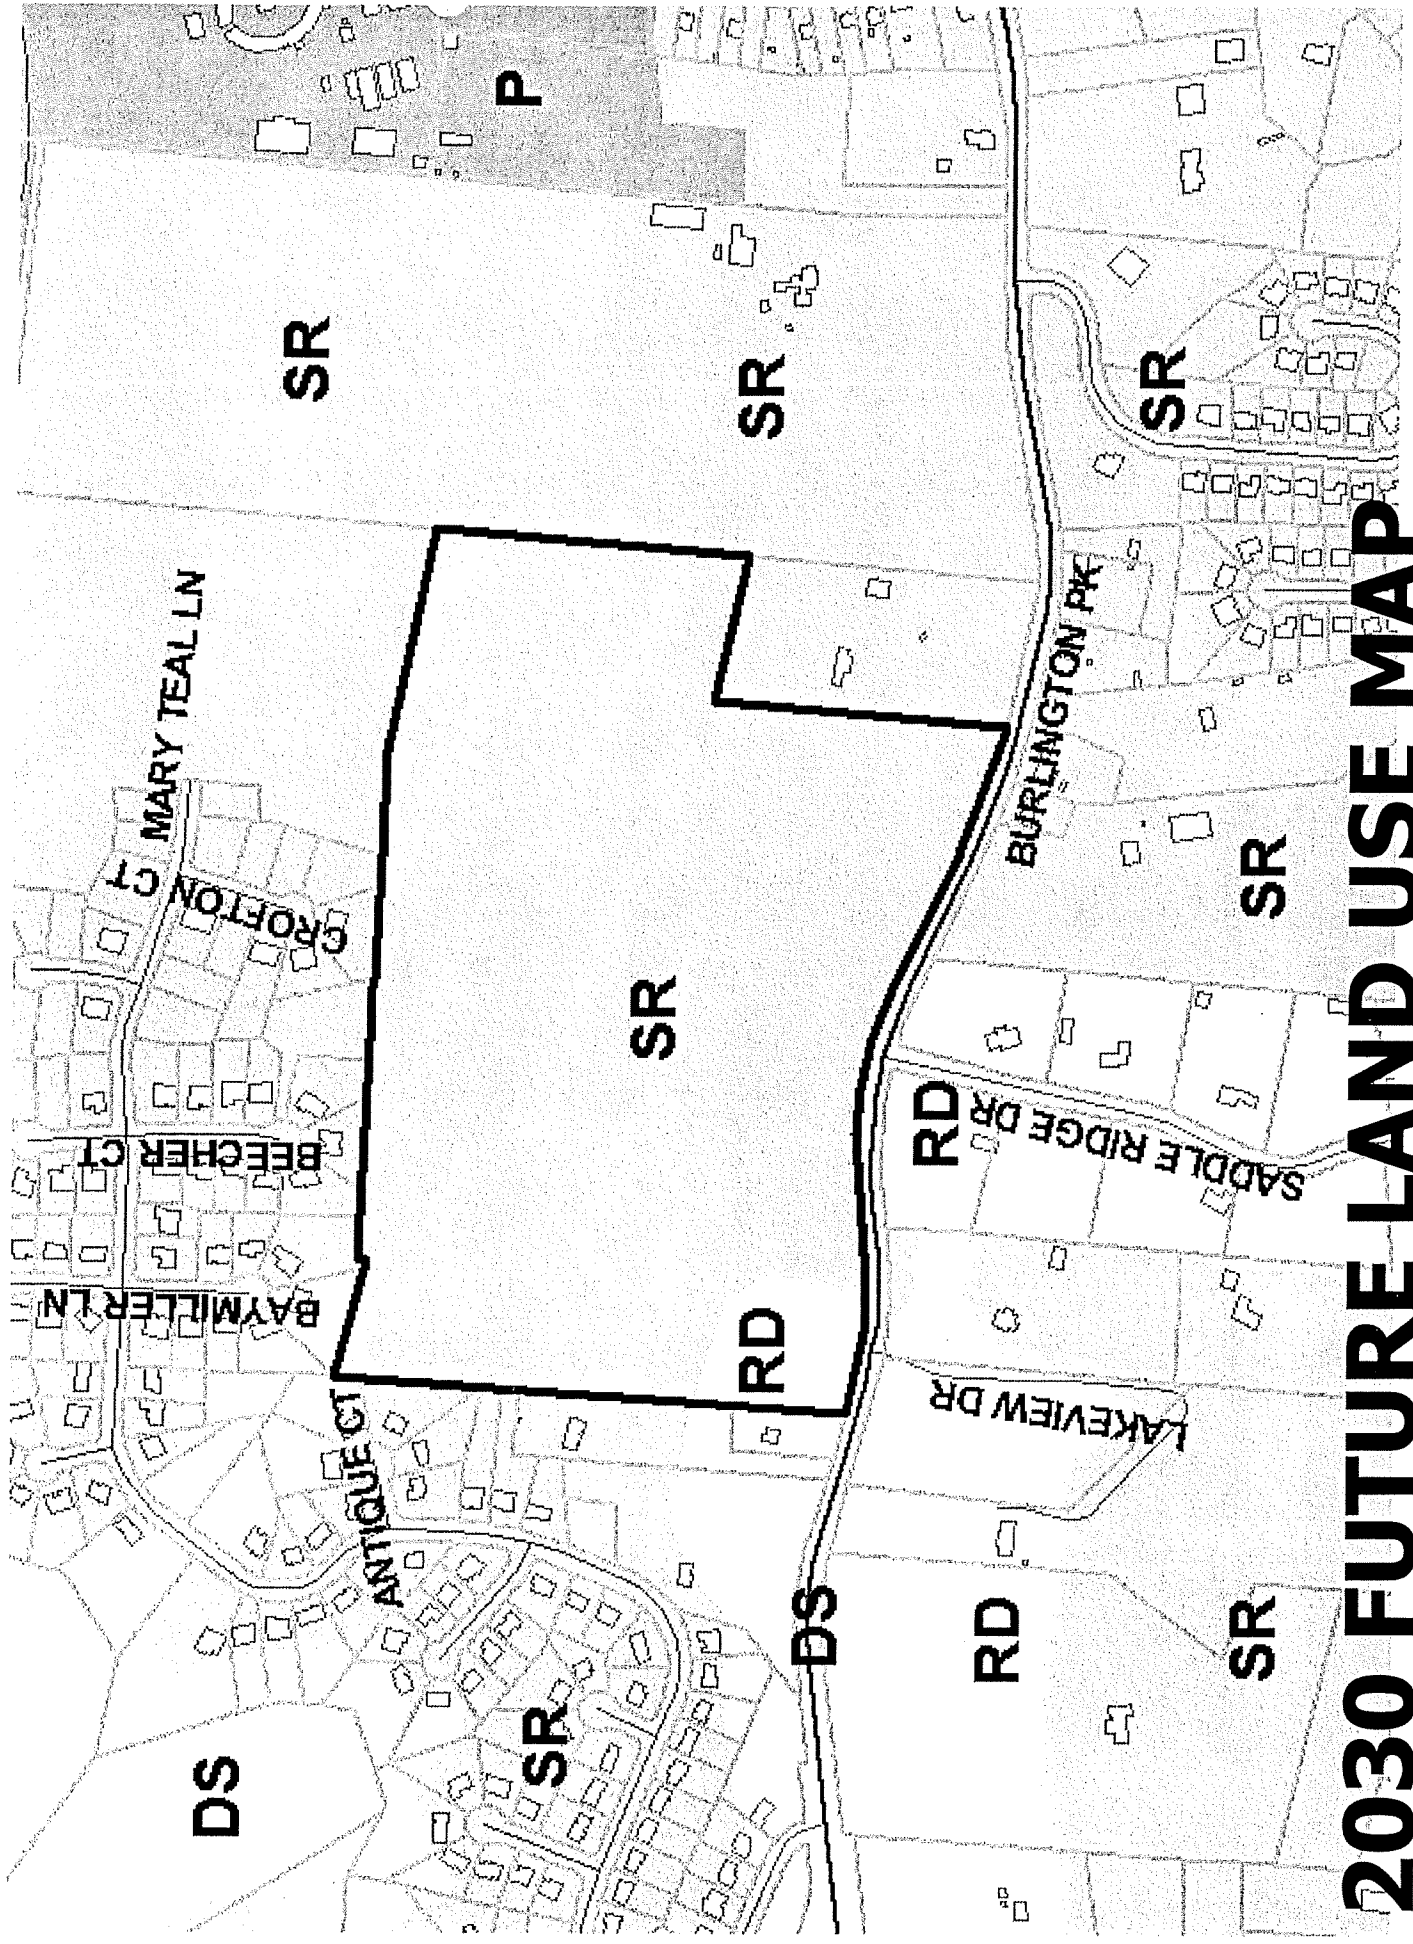 P
SR
SR
SR
MARY TEAL LN
CROFTON CT
BURLINGTON PK
SR
SR
BEECHER CT
RD
SADDLE RIDGE DR
BAYMILLER LN
RD
LAKEVIEW DR
ANTIQUE CT
DS
RD
SR
DS
SR
2030 FUTURE LAND USE MAP